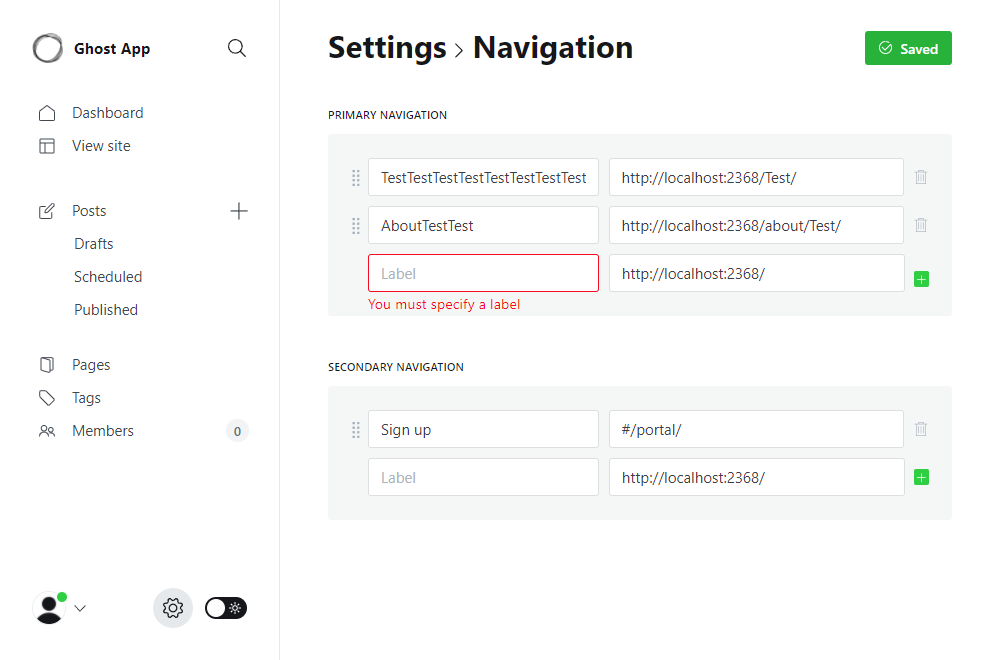 Ghost App
Dashboard
View site
Posts
Drafts
Scheduled
Published
Pages
Tags
Members 0
Settings > Navigation
Saved
PRIMARY NAVIGATION
TestTestTestTestTestTestTestTest http://localhost:2368/Test/
AboutTestTest http://localhost:2368/about/Test/
Label http://localhost:2368/
You must specify a label
SECONDARY NAVIGATION
Sign up #/portal/
Label http://localhost:2368/